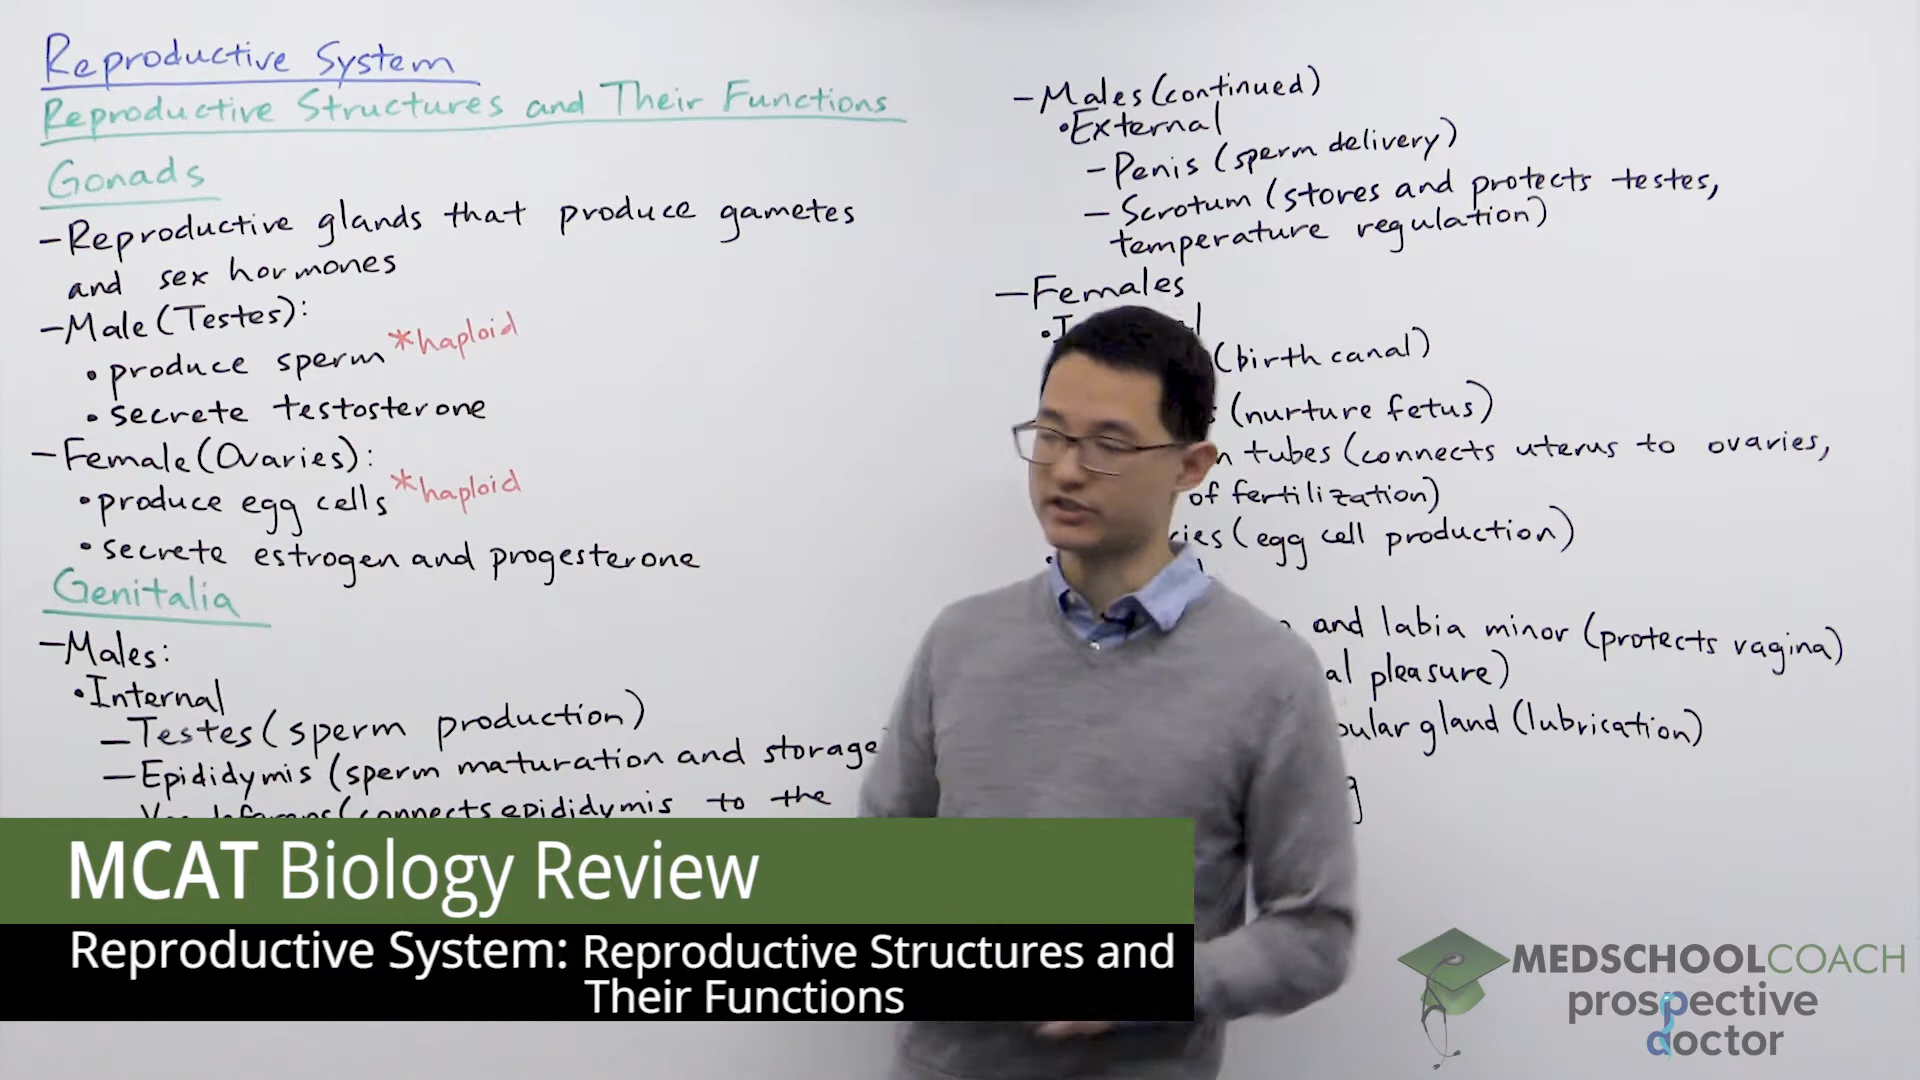 Reproductive System
Reproductive Structures and Their Functions
Gonads
-Reproductive glands that produce gametes
and sex hormones
-Male (Testes):
•produce sperm *haploid
•secrete testosterone
-Female (Ovaries):
•produce egg cells *haploid
•secrete estrogen and progesterone
Genitalia
-Males:
•Internal
-Testes (sperm production)
-Epididymis (sperm maturation and storage
(connects epididymis to the
-Males (continued)
•External
-Penis (sperm delivery)
-Scrotum (stores and protects testes,
temperature regulation)
-Females
(birth canal)
(nurture fetus)
tubes (connects uterus to ovaries,
of fertilization)
(egg cell production)
and labia minor (protects vagina)
pleasure)
gland (lubrication)
MCAT Biology Review
Reproductive System: Reproductive Structures and
Their Functions
MEDSCHOOLCOACH
prospective
doctor